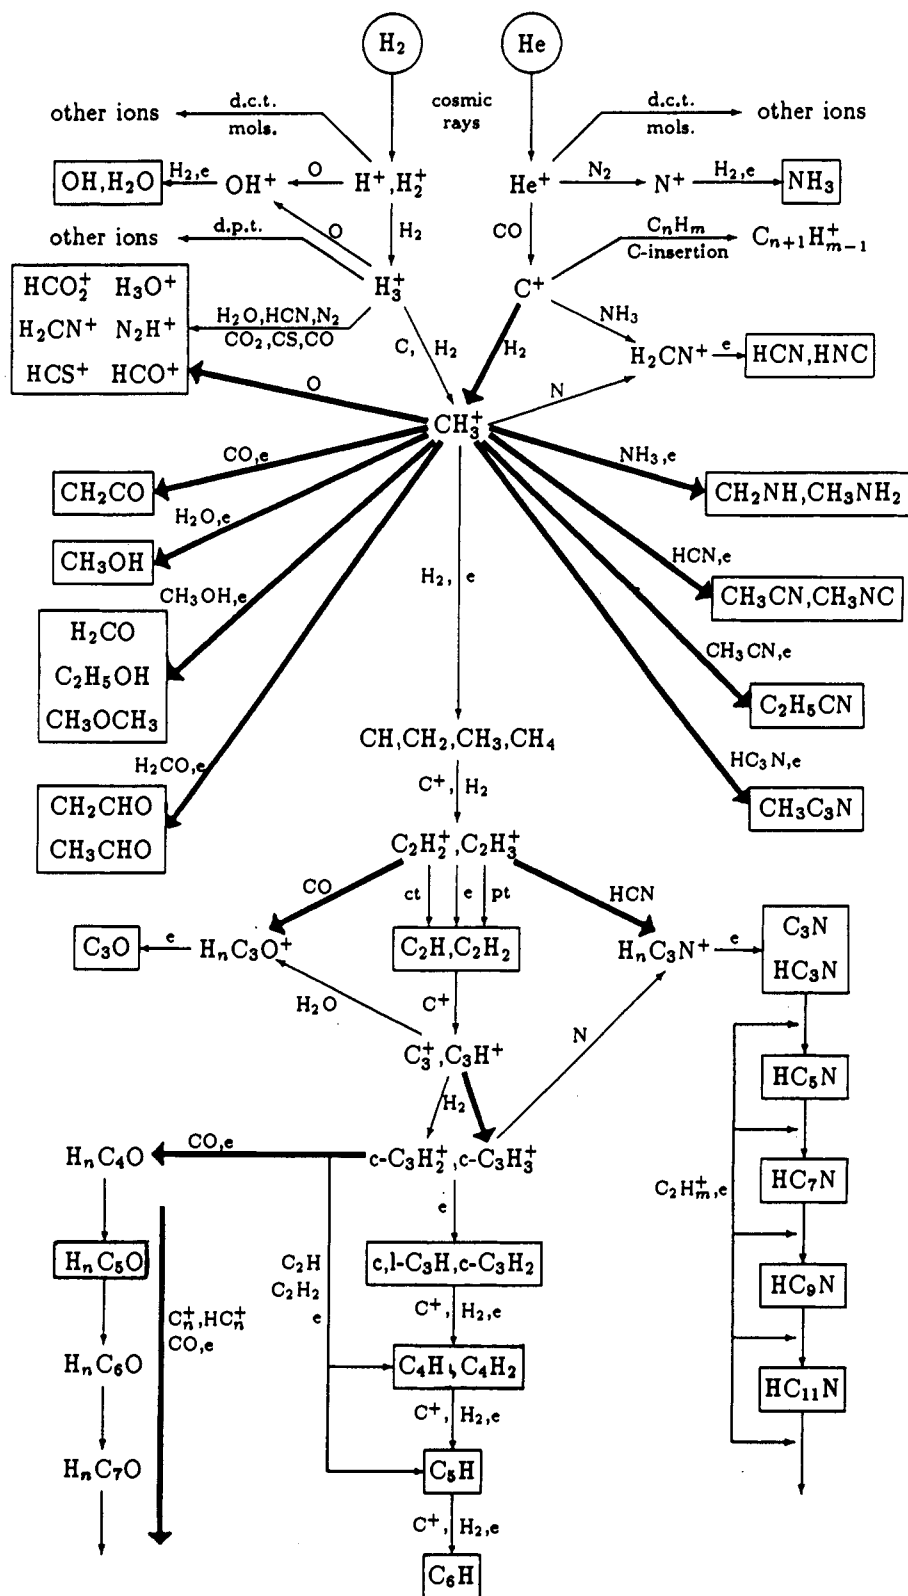 H₂ He
other ions d.c.t. mols. cosmic rays d.c.t. mols. other ions
OH,H₂O H₂,e OH⁺ O H⁺,H₂⁺ He⁺ N₂ N⁺ H₂,e NH₃
O H₂ CO
other ions d.p.t. CₙHₘ C-insertion Cₙ₊₁Hₘ₋₁⁺
H₃⁺ C⁺
HCO₂⁺ H₃O⁺
H₂CN⁺ N₂H⁺
HCS⁺ HCO⁺
H₂O,HCN,N₂
CO₂,CS,CO
C, H₂ H₂ NH₃
H₂CN⁺ e HCN,HNC
O N
CH₃⁺
CO,e NH₃,e
CH₂CO CH₂NH,CH₃NH₂
H₂O,e
CH₃OH
HCN,e
CH₃CN,CH₃NC
H₂, e
CH₃OH,e
H₂CO
C₂H₅OH
CH₃OCH₃
CH₃CN,e
C₂H₅CN
CH,CH₂,CH₃,CH₄
H₂CO,e HC₃N,e
C⁺, H₂
CH₂CHO
CH₃CHO
CH₃C₃N
C₂H₂⁺,C₂H₃⁺
CO ct e pt HCN
C₃O e HₙC₃O⁺ C₂H,C₂H₂ HₙC₃N⁺ e
C₃N
HC₃N
H₂O C⁺ N
C₃⁺,C₃H⁺
H₂
HC₅N
HₙC₄O CO,e c-C₃H₂⁺,c-C₃H₃⁺
C₂Hₘ⁺,e HC₇N
e
HₙC₅O C₂H
C₂H₂
e
c,l-C₃H,c-C₃H₂
HC₉N
Cₙ⁺,HCₙ⁺
CO,e
C⁺, H₂,e
HₙC₆O C₄H,C₄H₂ HC₁₁N
C⁺, H₂,e
HₙC₇O C₅H
C⁺, H₂,e
C₆H